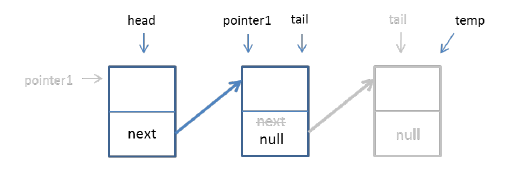 head pointer1 tail tail temp
pointer1
next next null
null